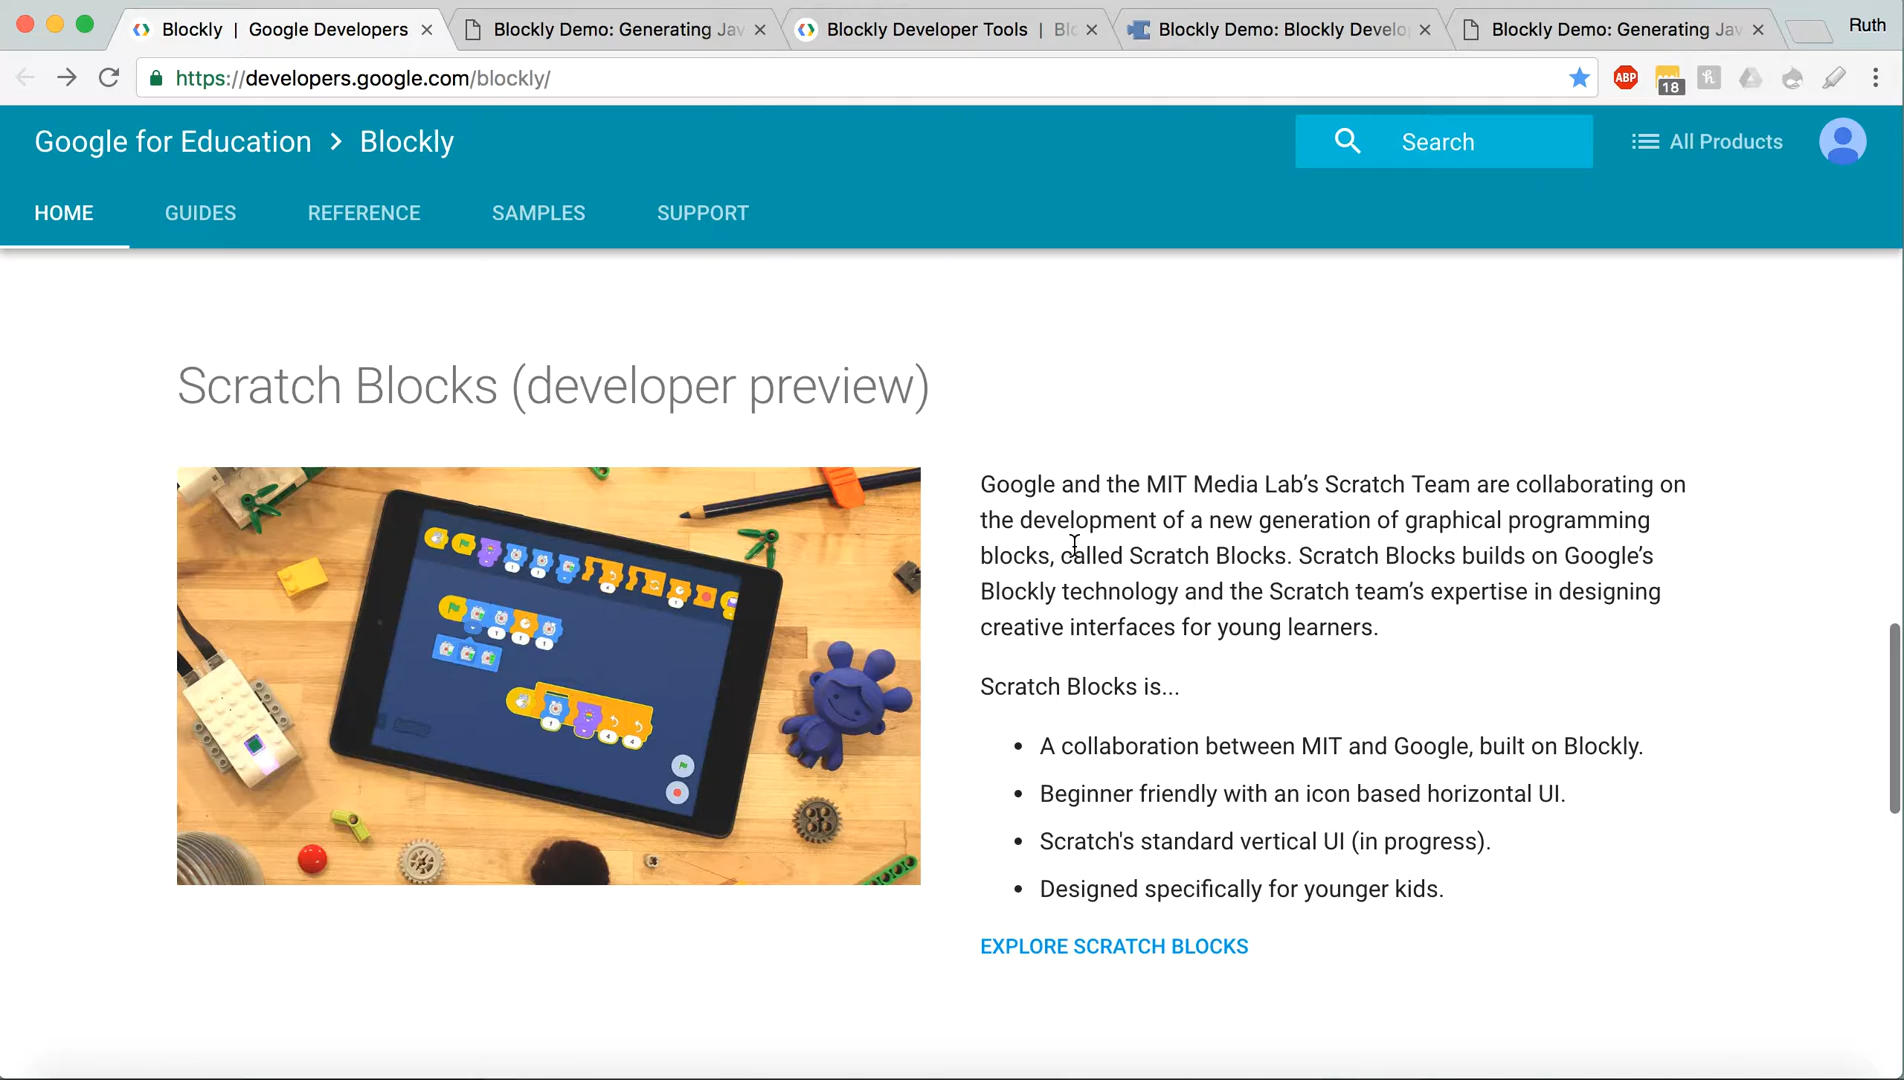 Blockly | Google Developers
Blockly Demo: Generating Jav
Blockly Developer Tools | Blo
Blockly Demo: Blockly Develo
Blockly Demo: Generating Jav
Ruth
https://developers.google.com/blockly/
ABP
18
Google for Education > Blockly
Search
All Products
HOME
GUIDES
REFERENCE
SAMPLES
SUPPORT
Scratch Blocks (developer preview)
Google and the MIT Media Lab’s Scratch Team are collaborating on
the development of a new generation of graphical programming
blocks, called Scratch Blocks. Scratch Blocks builds on Google’s
Blockly technology and the Scratch team’s expertise in designing
creative interfaces for young learners.
Scratch Blocks is...
• A collaboration between MIT and Google, built on Blockly.
• Beginner friendly with an icon based horizontal UI.
• Scratch's standard vertical UI (in progress).
• Designed specifically for younger kids.
EXPLORE SCRATCH BLOCKS